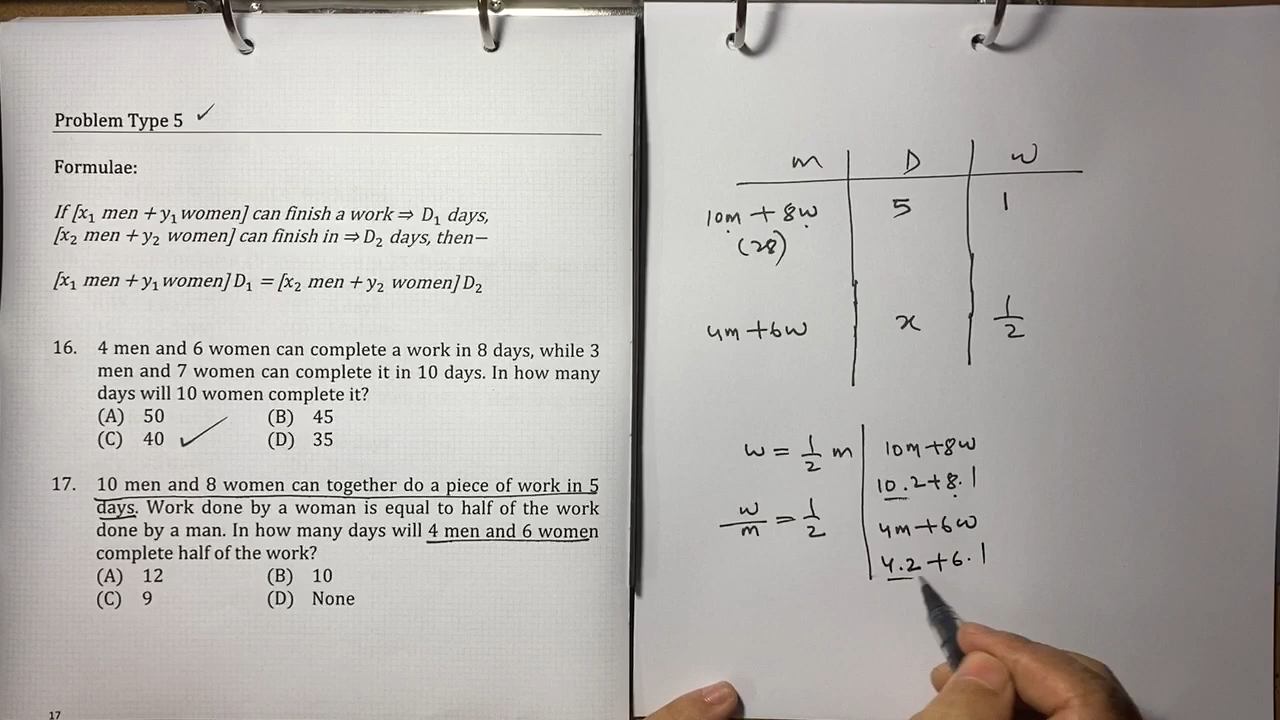 Problem Type 5 ✓
Formulae:
If [x₁ men + y₁ women] can finish a work ⇒ D₁ days,
[x₂ men + y₂ women] can finish in ⇒ D₂ days, then−
[x₁ men + y₁ women] D₁ = [x₂ men + y₂ women] D₂
16. 4 men and 6 women can complete a work in 8 days, while 3
men and 7 women can complete it in 10 days. In how many
days will 10 women complete it?
(A) 50 (B) 45
(C) 40 ✓ (D) 35
17. 10 men and 8 women can together do a piece of work in 5
days. Work done by a woman is equal to half of the work
done by a man. In how many days will 4 men and 6 women
complete half of the work?
(A) 12 (B) 10
(C) 9 (D) None
17
m D w
10m + 8w 5 1
(28)
4m + 6w x 1/2
w = 1/2 m
w/m = 1/2
10m + 8w
10.2 + 8.1
4m + 6w
4.2 + 6.1